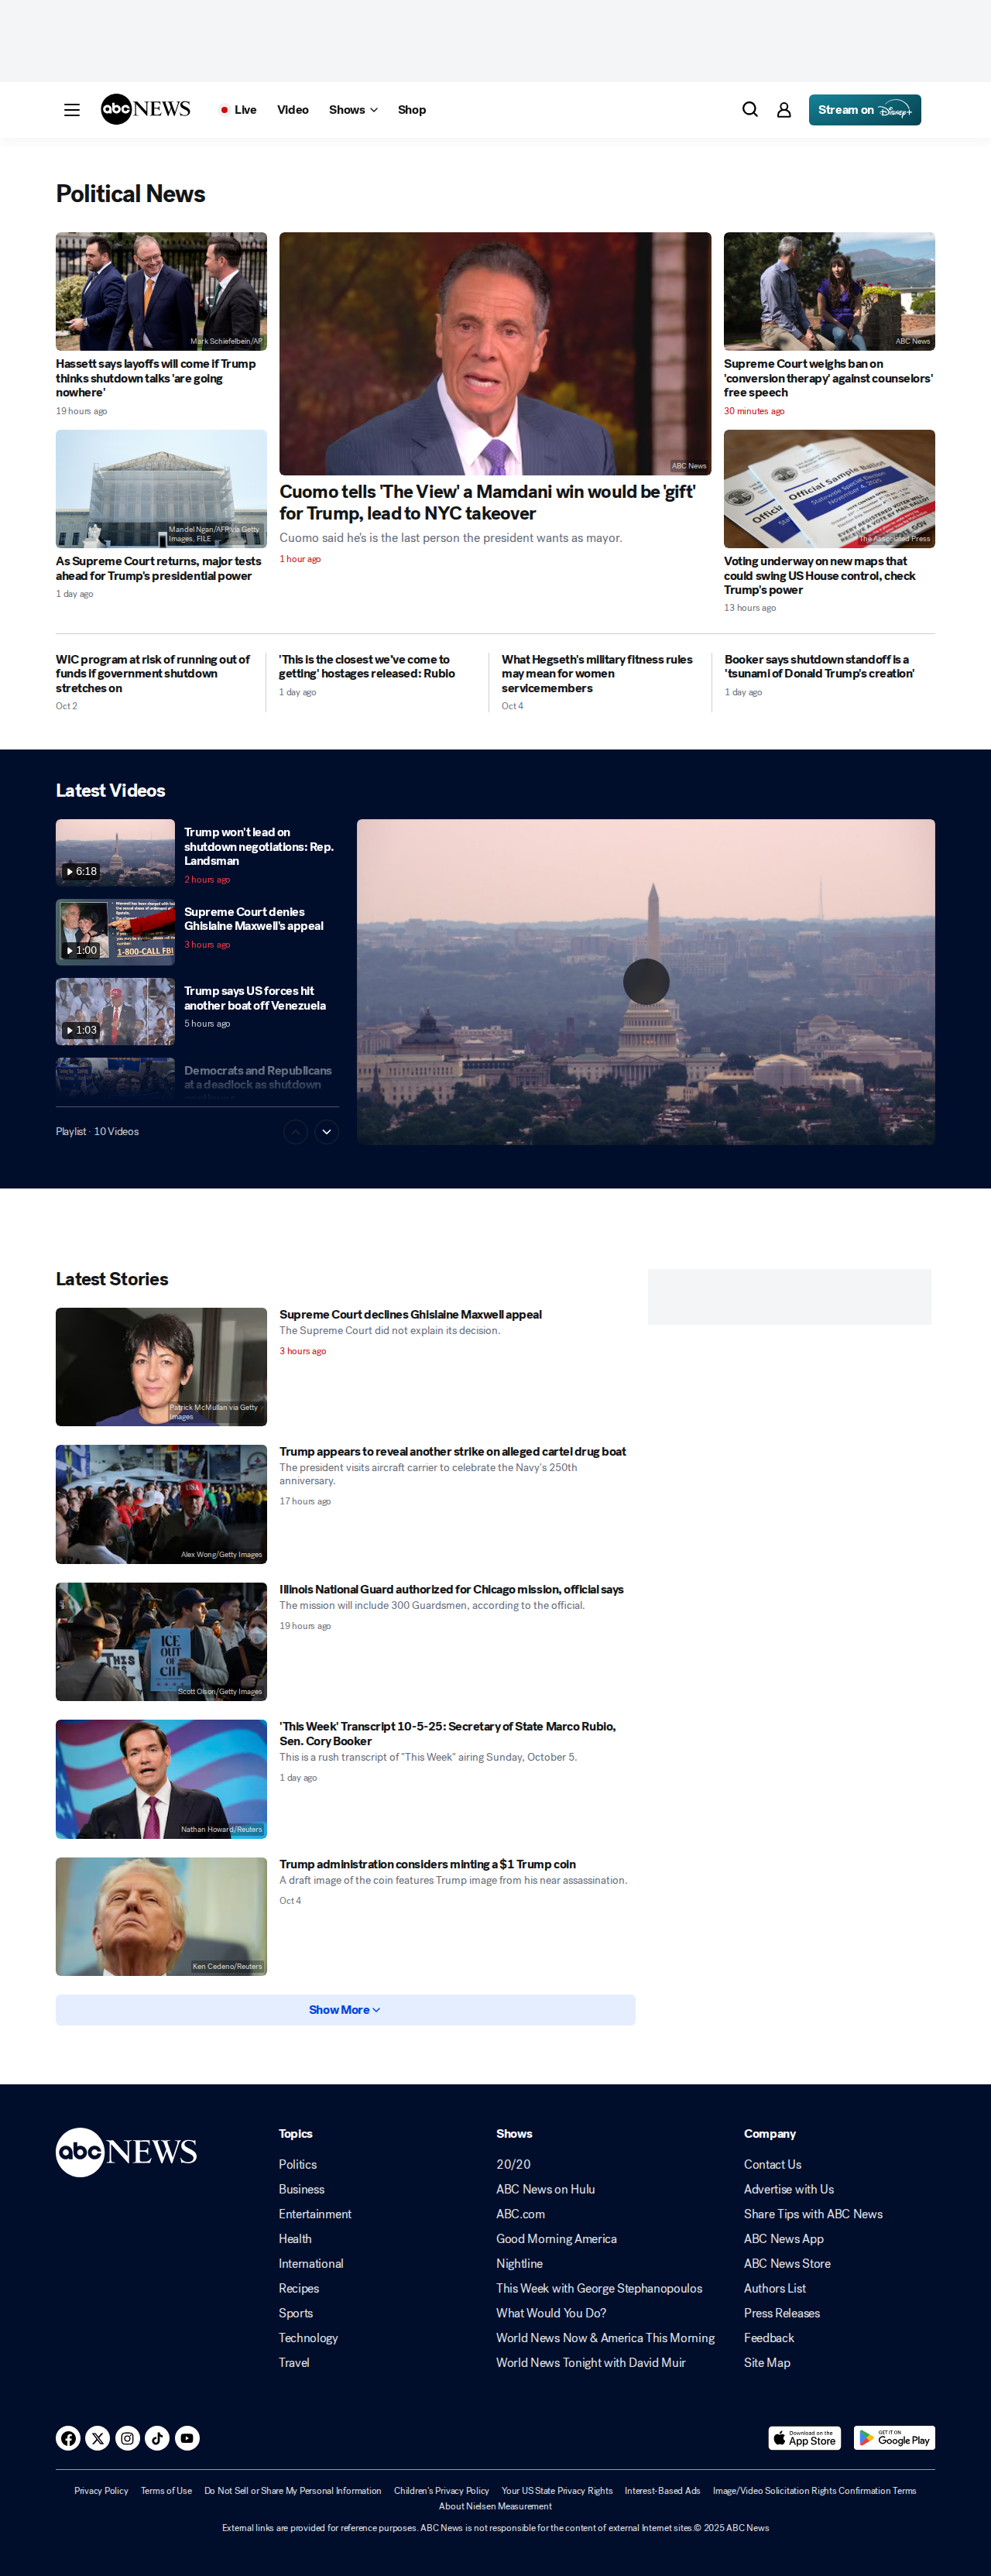 abc NEWS
Live
Video
Shows
Shop
Stream on Disney+
Political News
Mark Schiefelbein/AP
Hassett says layoffs will come if Trump
thinks shutdown talks 'are going
nowhere'
19 hours ago
Mandel Ngan/AFP via Getty
Images, FILE
As Supreme Court returns, major tests
ahead for Trump's presidential power
1 day ago
ABC News
Cuomo tells 'The View' a Mamdani win would be 'gift'
for Trump, lead to NYC takeover
Cuomo said he's is the last person the president wants as mayor.
1 hour ago
ABC News
Supreme Court weighs ban on
'conversion therapy' against counselors'
free speech
30 minutes ago
Official Sample Ballot
Statewide Special Election
November 4, 2025
The Associated Press
Voting underway on new maps that
could swing US House control, check
Trump's power
13 hours ago
WIC program at risk of running out of
funds if government shutdown
stretches on
Oct 2
'This is the closest we've come to
getting' hostages released: Rubio
1 day ago
What Hegseth's military fitness rules
may mean for women
servicemembers
Oct 4
Booker says shutdown standoff is a
'tsunami of Donald Trump's creation'
1 day ago
Latest Videos
6:18
Trump won't lead on
shutdown negotiations: Rep.
Landsman
2 hours ago
1-800-CALL FBI
1:00
Supreme Court denies
Ghislaine Maxwell's appeal
3 hours ago
1:03
Trump says US forces hit
another boat off Venezuela
5 hours ago
Democrats and Republicans
at a deadlock as shutdown
Playlist · 10 Videos
Latest Stories
Patrick McMullan via Getty
Images
Supreme Court declines Ghislaine Maxwell appeal
The Supreme Court did not explain its decision.
3 hours ago
USA
Alex Wong/Getty Images
Trump appears to reveal another strike on alleged cartel drug boat
The president visits aircraft carrier to celebrate the Navy's 250th
anniversary.
17 hours ago
THIS
ICE
OUT OF
CHI
Scott Olson/Getty Images
Illinois National Guard authorized for Chicago mission, official says
The mission will include 300 Guardsmen, according to the official.
19 hours ago
Nathan Howard/Reuters
'This Week' Transcript 10-5-25: Secretary of State Marco Rubio,
Sen. Cory Booker
This is a rush transcript of "This Week" airing Sunday, October 5.
1 day ago
Ken Cedeno/Reuters
Trump administration considers minting a $1 Trump coin
A draft image of the coin features Trump image from his near assassination.
Oct 4
Show More
abc NEWS
Topics
Politics
Business
Entertainment
Health
International
Recipes
Sports
Technology
Travel
Shows
20/20
ABC News on Hulu
ABC.com
Good Morning America
Nightline
This Week with George Stephanopoulos
What Would You Do?
World News Now & America This Morning
World News Tonight with David Muir
Company
Contact Us
Advertise with Us
Share Tips with ABC News
ABC News App
ABC News Store
Authors List
Press Releases
Feedback
Site Map
Download on the
App Store
GET IT ON
Google Play
Privacy Policy
Terms of Use
Do Not Sell or Share My Personal Information
Children's Privacy Policy
Your US State Privacy Rights
Interest-Based Ads
Image/Video Solicitation Rights Confirmation Terms
About Nielsen Measurement
External links are provided for reference purposes. ABC News is not responsible for the content of external Internet sites.© 2025 ABC News